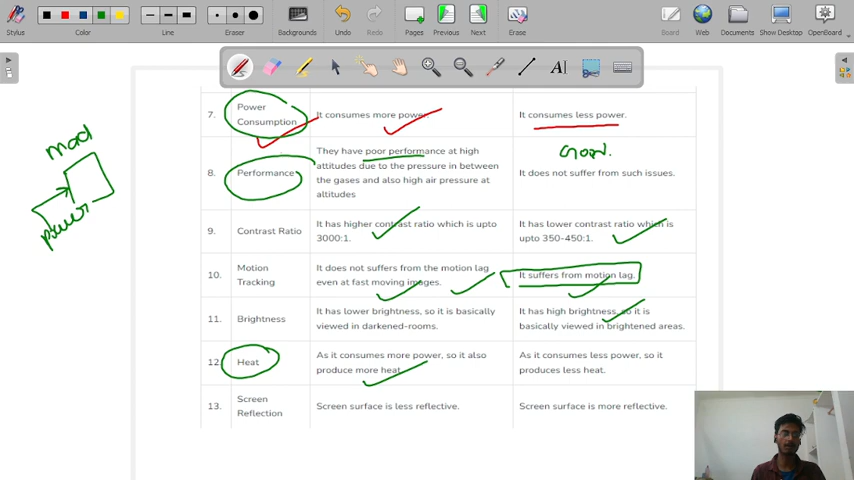 Stylus
Color
Line
Eraser
Backgrounds
Undo
Redo
Pages
Previous
Next
Erase
Board
Web
Documents
Show Desktop
OpenBoard
7.
Power
Consumption
It consumes more power.
It consumes less power.
8.
Performance
They have poor performance at high
attitudes due to the pressure in between
the gases and also high air pressure at
altitudes
Good.
It does not suffer from such issues.
9.
Contrast Ratio
It has higher contrast ratio which is upto
3000:1.
It has lower contrast ratio which is
upto 350-450:1.
10.
Motion
Tracking
It does not suffers from the motion lag
even at fast moving images.
It suffers from motion lag.
11.
Brightness
It has lower brightness, so it is basically
viewed in darkened-rooms.
It has high brightness, so it is
basically viewed in brightened areas.
12.
Heat
As it consumes more power, so it also
produce more heat.
As it consumes less power, so it
produces less heat.
13.
Screen
Reflection
Screen surface is less reflective.
Screen surface is more reflective.
power